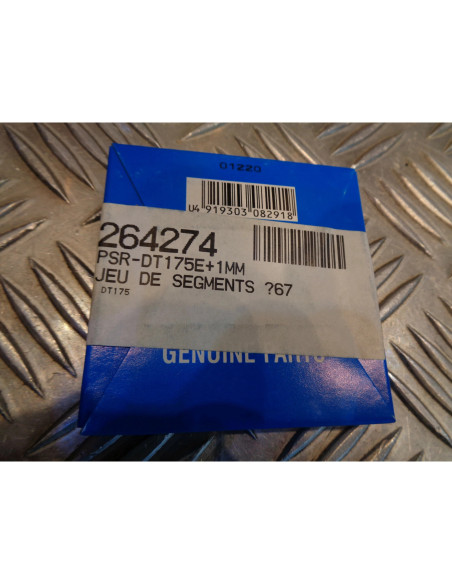 01220
U4 919303 082918
264274
PSR-DT175E+1MM
JEU DE SEGMENTS ?67
DT175
GENUINE PARTS